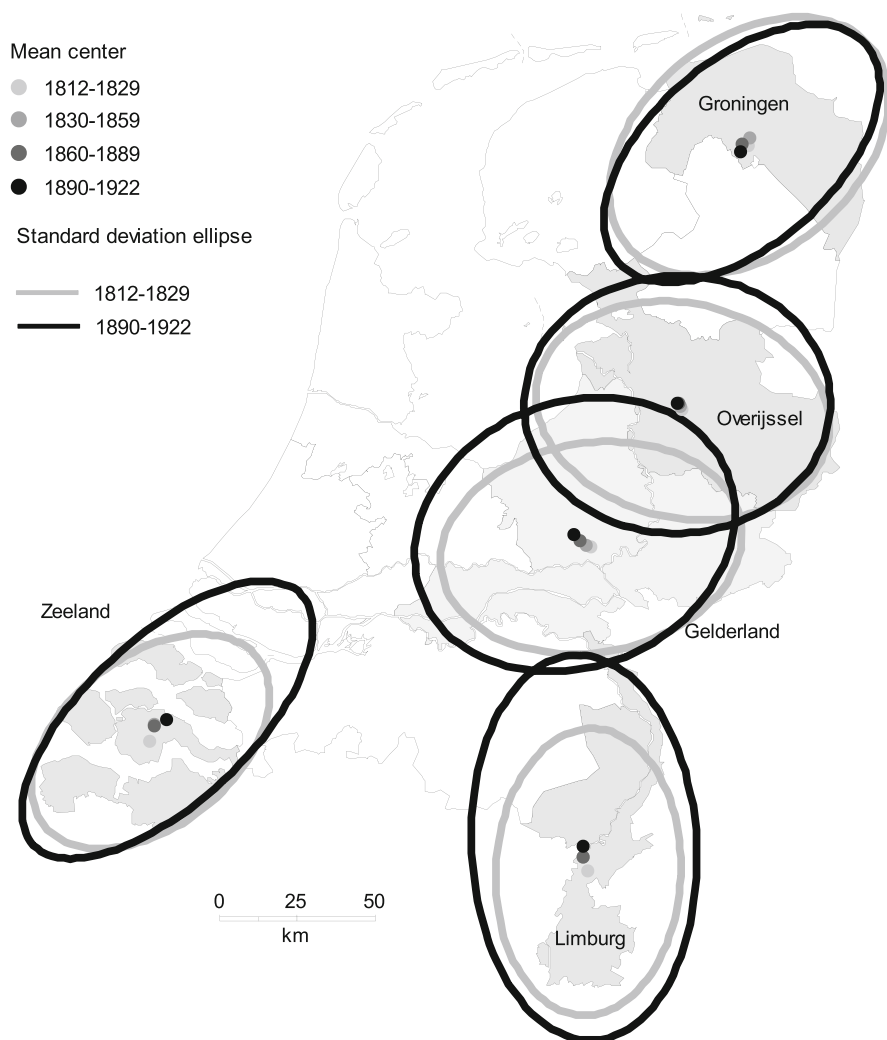 Mean center
1812-1829
1830-1859
1860-1889
1890-1922
Standard deviation ellipse
1812-1829
1890-1922
Groningen
Overijssel
Zeeland
Gelderland
0 25 50
km
Limburg